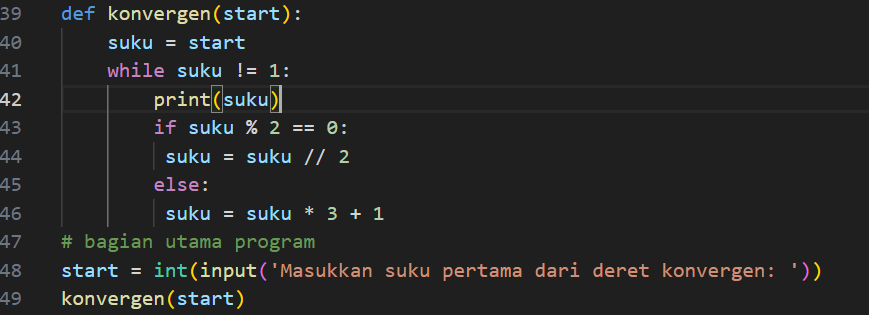 39 def konvergen(start):
40 suku = start
41 while suku != 1:
42 print(suku)
43 if suku % 2 == 0:
44 suku = suku // 2
45 else:
46 suku = suku * 3 + 1
47 # bagian utama program
48 start = int(input('Masukkan suku pertama dari deret konvergen: '))
49 konvergen(start)